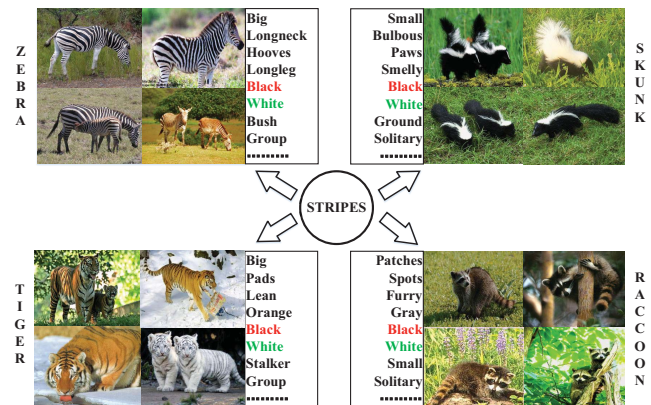 ZEBRA
Big
Longneck
Hooves
Longleg
Black
White
Bush
Group
.........
Small
Bulbous
Paws
Smelly
Black
White
Ground
Solitary
.........
SKUNK
STRIPES
TIGER
Big
Pads
Lean
Orange
Black
White
Stalker
Group
.........
Patches
Spots
Furry
Gray
Black
White
Small
Solitary
.........
RACCOON